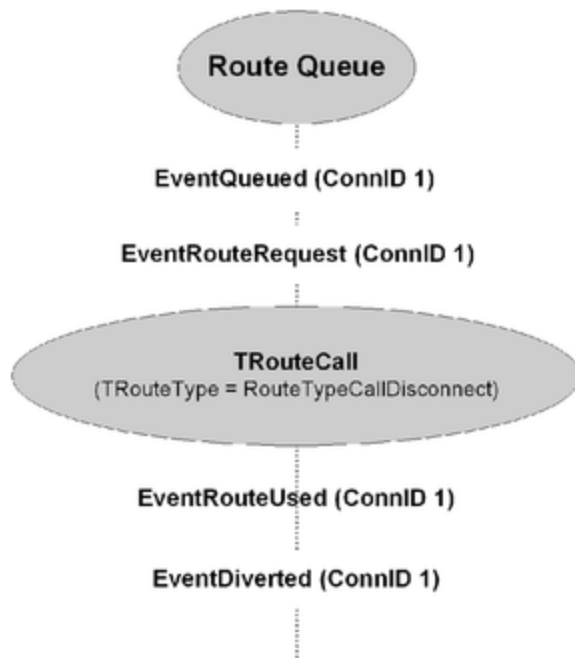 Route Queue
EventQueued (ConnID 1)
EventRouteRequest (ConnID 1)
TRouteCall
(TRouteType = RouteTypeCallDisconnect)
EventRouteUsed (ConnID 1)
EventDiverted (ConnID 1)